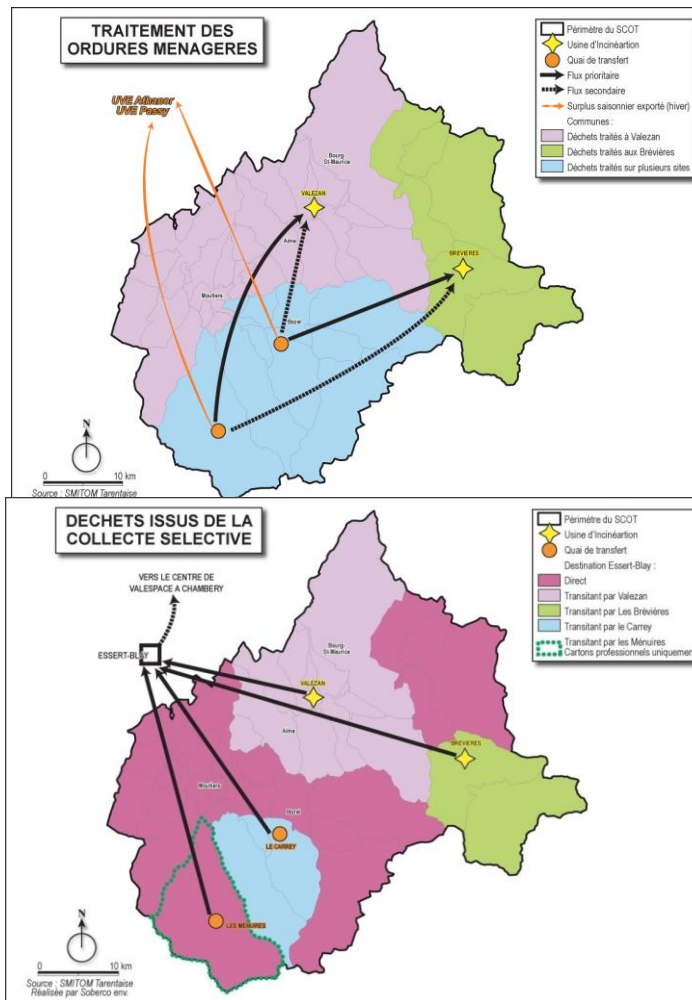 TRAITEMENT DES
ORDURES MENAGERES
Périmètre du SCOT
Usine d'Incinéartion
Quai de transfert
Flux prioritaire
Flux secondaire
Surplus saisonnier exporté (hiver)
Communes :
Déchets traités à Valezan
Déchets traités aux Brévières
Déchets traités sur plusieurs sites
UVE Athanor
UVE Passy
Bourg-
St-Maurice
VALEZAN
Aime
BREVIERES
Moutiers
Bozel
N
0 10 km
Source : SMITOM Tarentaise
DECHETS ISSUS DE LA
COLLECTE SELECTIVE
Périmètre du SCOT
Usine d'Incinéartion
Quai de transfert
Destination Essert-Blay :
Direct
Transitant par Valezan
Transitant par Les Brévières
Transitant par le Carrey
Transitant par les Ménuires
Cartons professionnels uniquement
VERS LE CENTRE DE
VALESPACE A CHAMBERY
ESSERT-BLAY
Bourg-
St-Maurice
VALEZAN
Aime
BREVIERES
Moutiers
Bozel
LE CARREY
LES MENUIRES
N
0 10 km
Source : SMITOM Tarentaise
Réalisée par Soberco env.